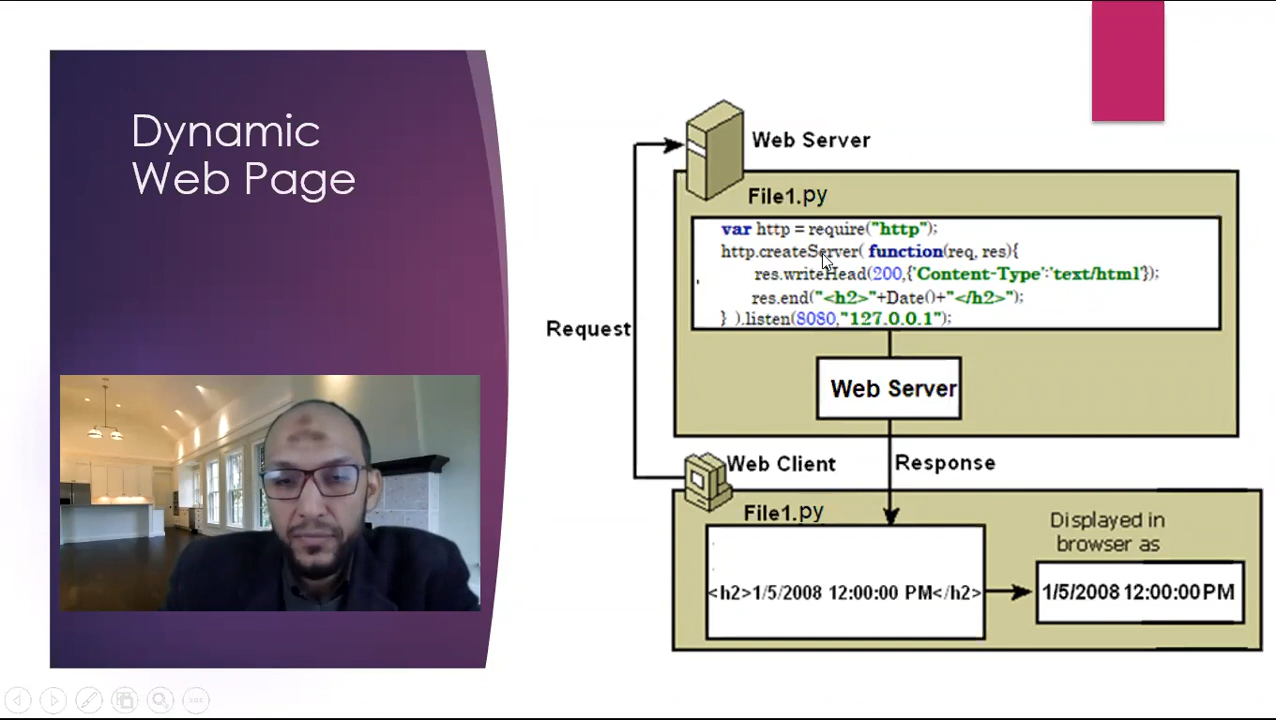 Dynamic
Web Page
Web Server
File1.py
var http = require("http");
http.createServer( function(req, res){
res.writeHead(200,{'Content-Type':'text/html'});
res.end("<h2>"+Date()+"</h2>");
} ).listen(8080,"127.0.0.1");
Request
Web Server
Web Client
Response
File1.py
<h2>1/5/2008 12:00:00 PM</h2>
Displayed in
browser as
1/5/2008 12:00:00 PM